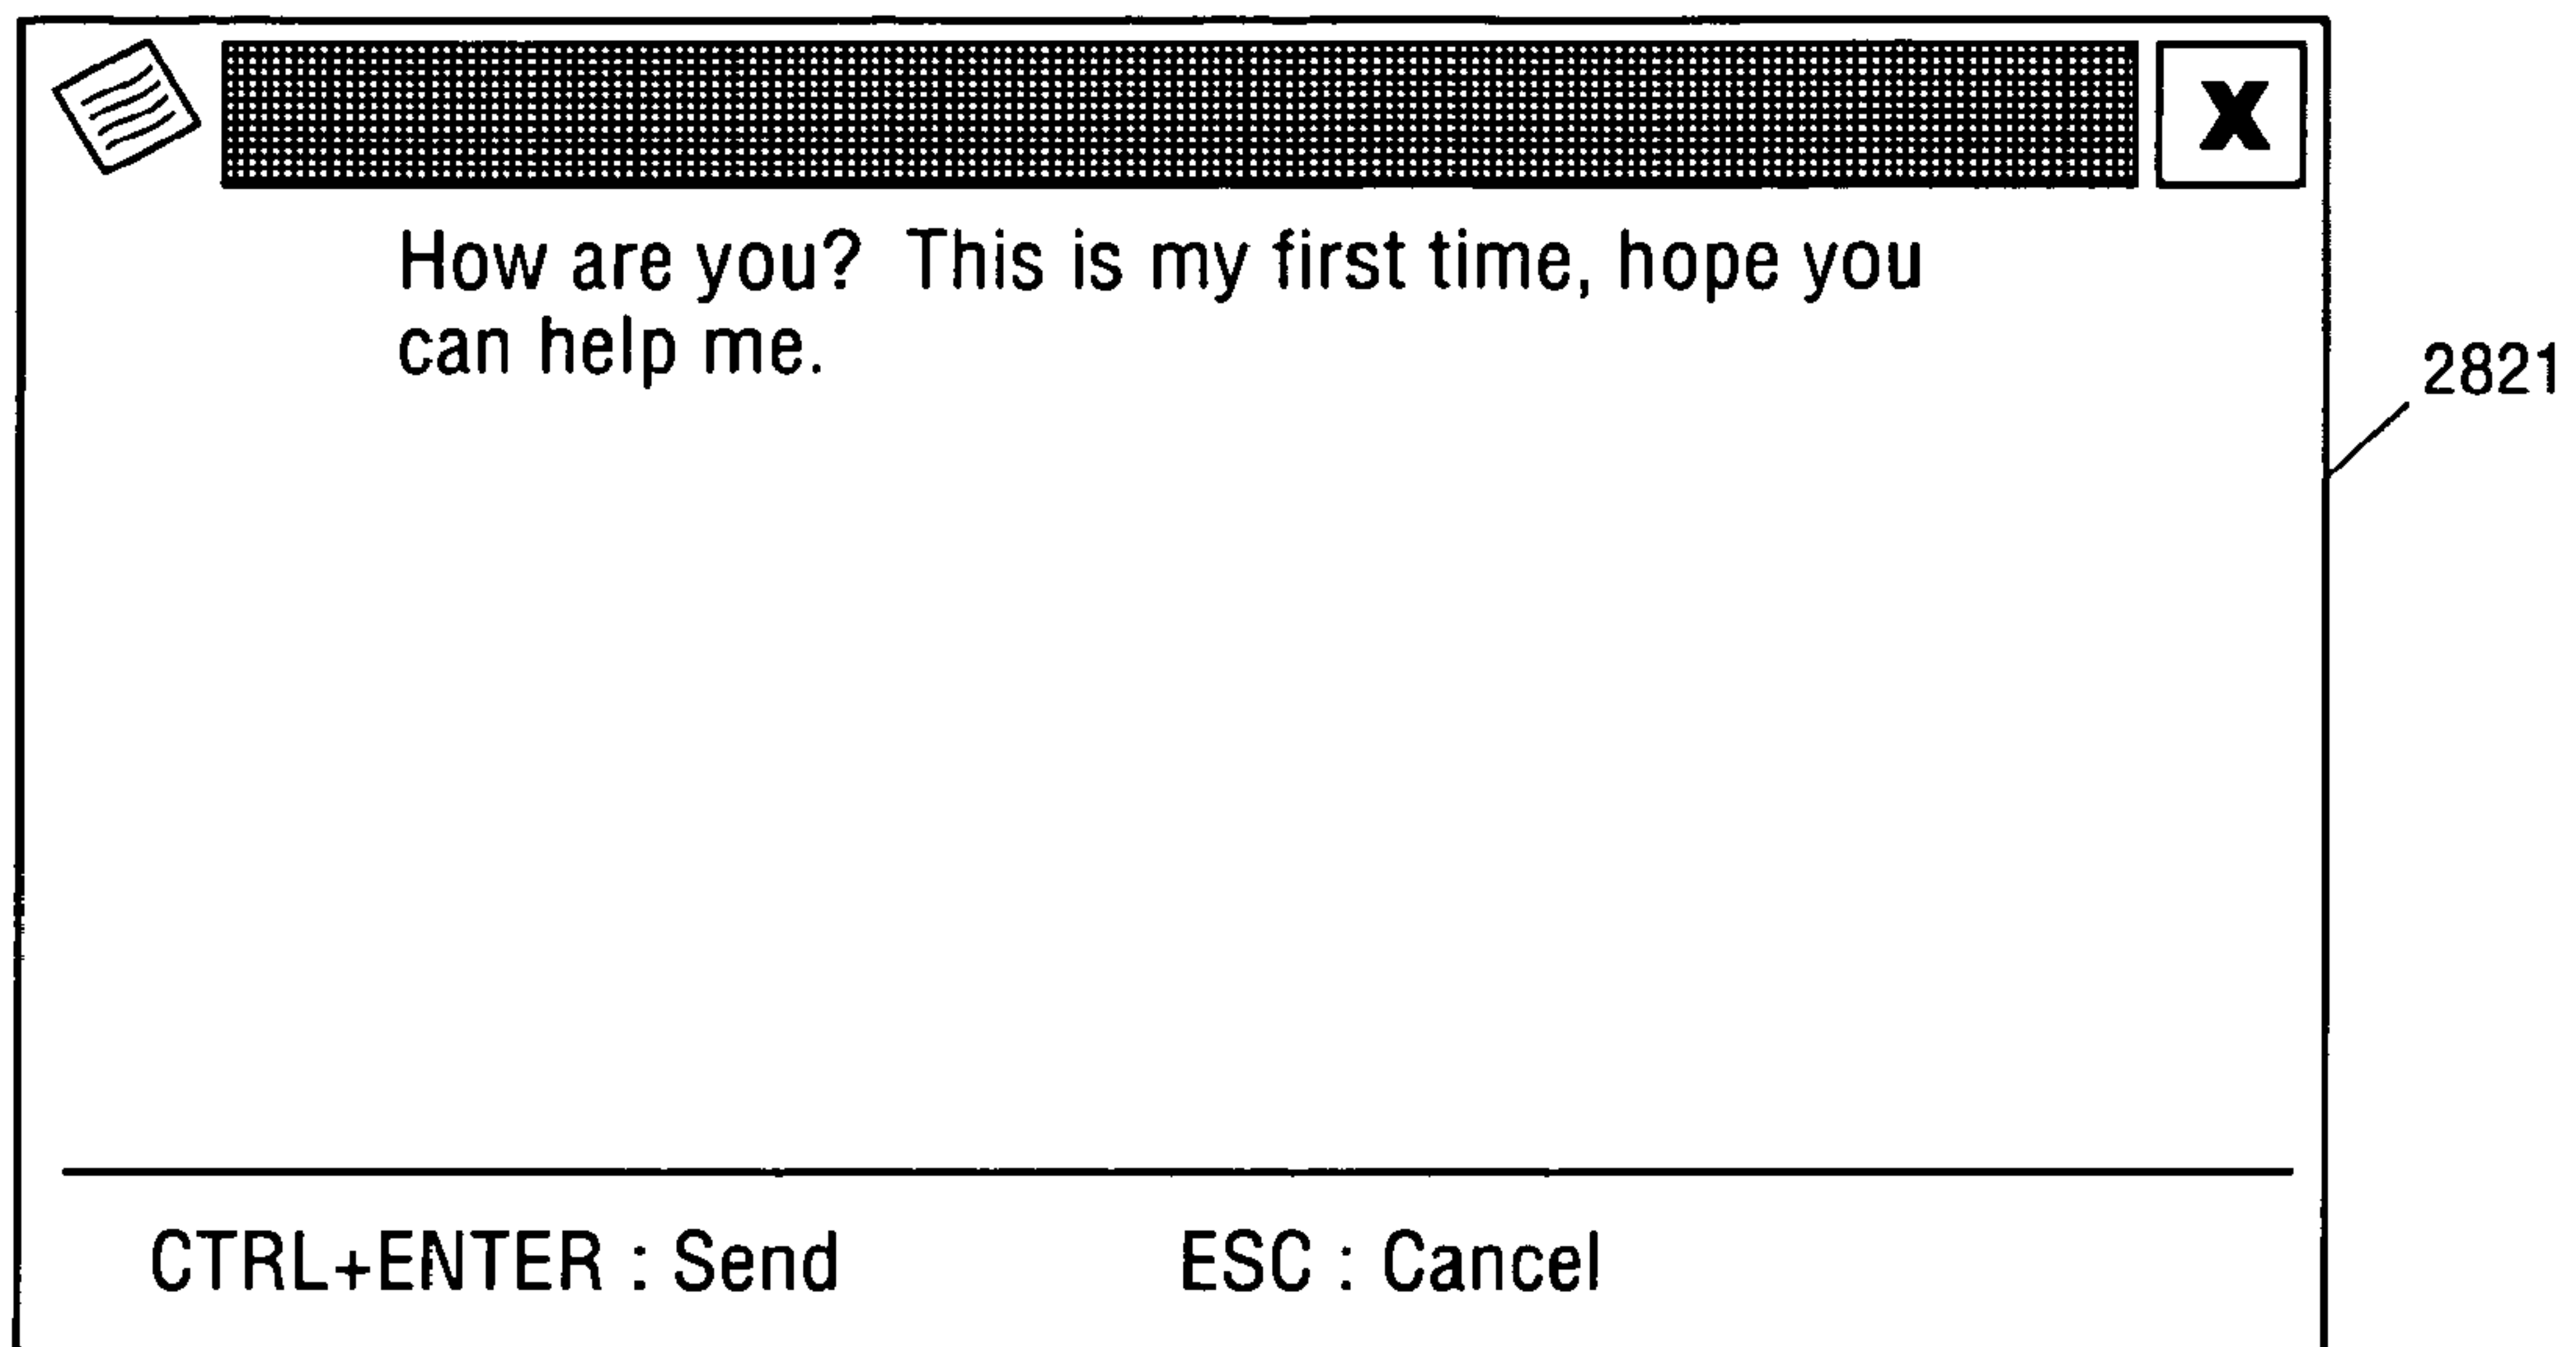 X
How are you? This is my first time, hope you
can help me.
2821
CTRL+ENTER : Send ESC : Cancel